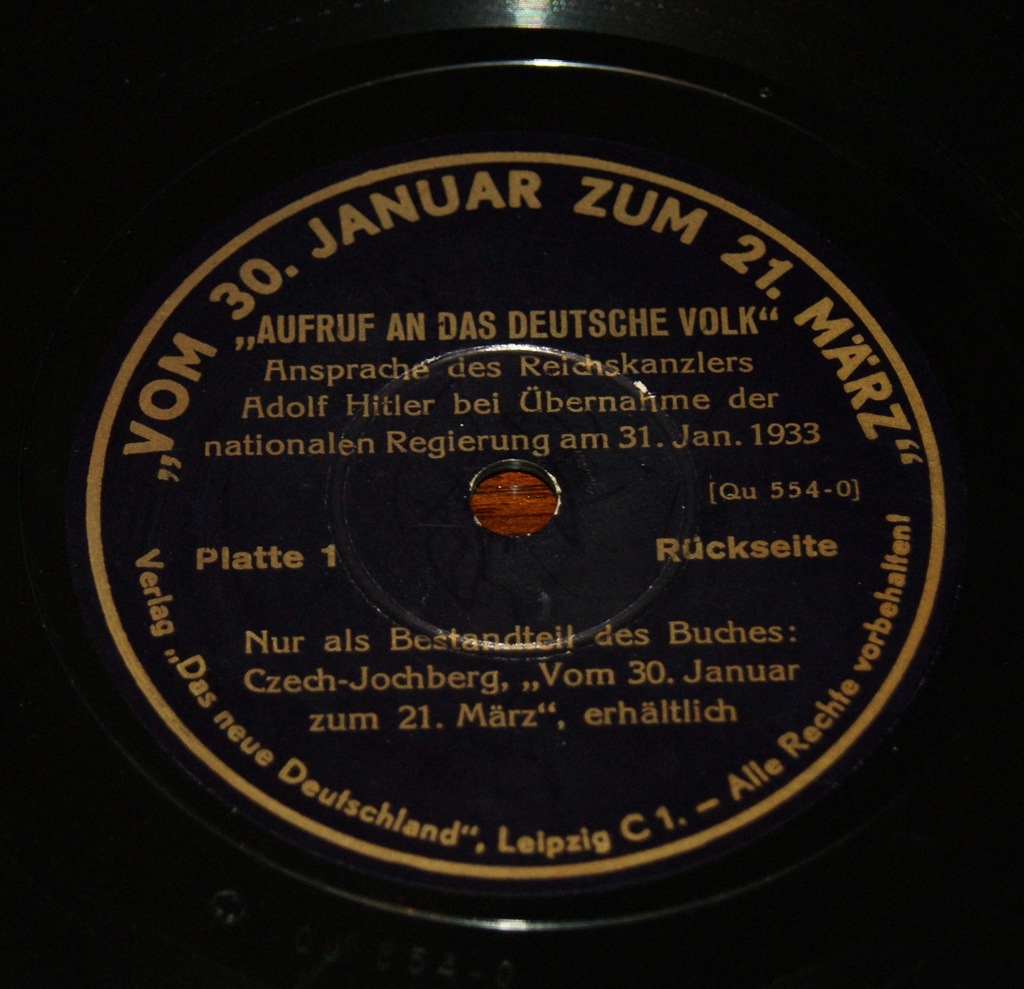 „VOM 30. JANUAR ZUM 21. MÄRZ“
„AUFRUF AN DAS DEUTSCHE VOLK“
Ansprache des Reichskanzlers
Adolf Hitler bei Übernahme der
nationalen Regierung am 31. Jan. 1933
[Qu 554-0]
Platte 1 Rückseite
Nur als Bestandteil des Buches:
Czech-Jochberg, „Vom 30. Januar
zum 21. März“, erhältlich
Verlag „Das neue Deutschland“, Leipzig C 1. — Alle Rechte vorbehalten!